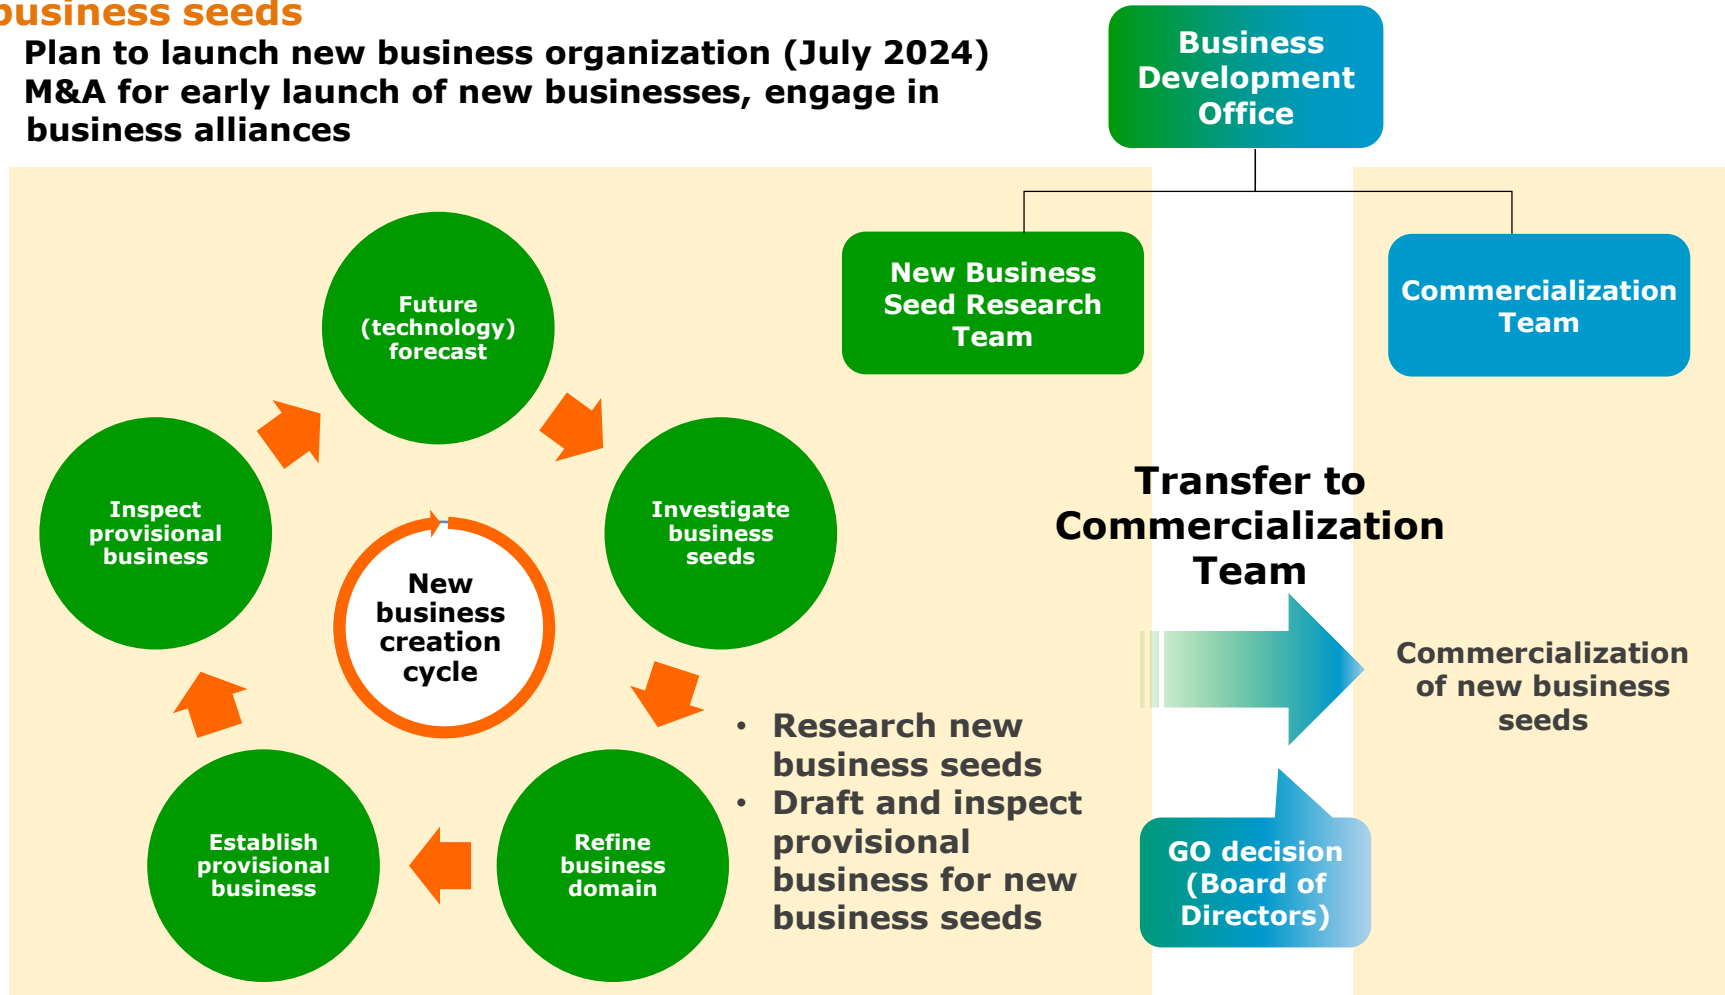 business seeds
Plan to launch new business organization (July 2024)
M&A for early launch of new businesses, engage in
business alliances
Business
Development
Office
New Business
Seed Research
Team
Commercialization
Team
Future
(technology)
forecast
Investigate
business
seeds
Refine
business
domain
Establish
provisional
business
Inspect
provisional
business
New
business
creation
cycle
• Research new
business seeds
• Draft and inspect
provisional
business for new
business seeds
Transfer to
Commercialization
Team
GO decision
(Board of
Directors)
Commercialization
of new business
seeds